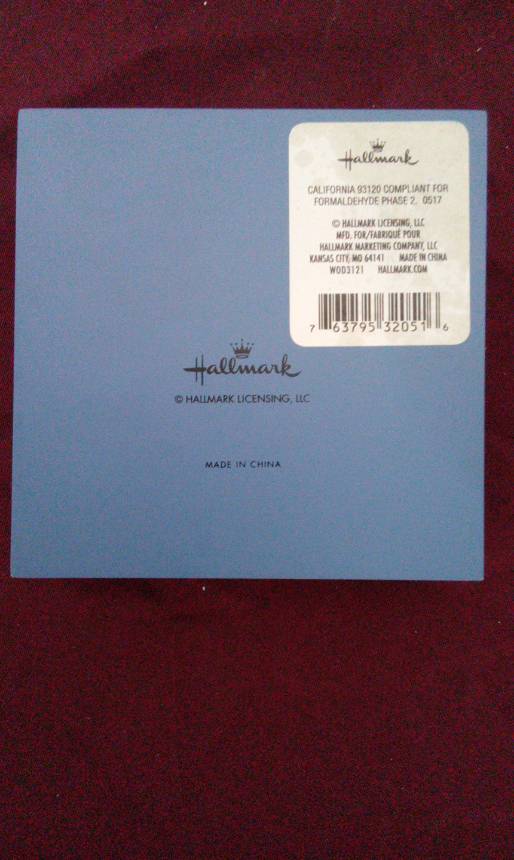 Hallmark
CALIFORNIA 93120 COMPLIANT FOR
FORMALDEHYDE PHASE 2. 0517
© HALLMARK LICENSING, LLC
MFD. FOR/FABRIQUÉ POUR
HALLMARK MARKETING COMPANY, LLC
KANSAS CITY, MO 64141 MADE IN CHINA
WOD3121 HALLMARK.COM
7 63795 32051 6
Hallmark
© HALLMARK LICENSING, LLC
MADE IN CHINA